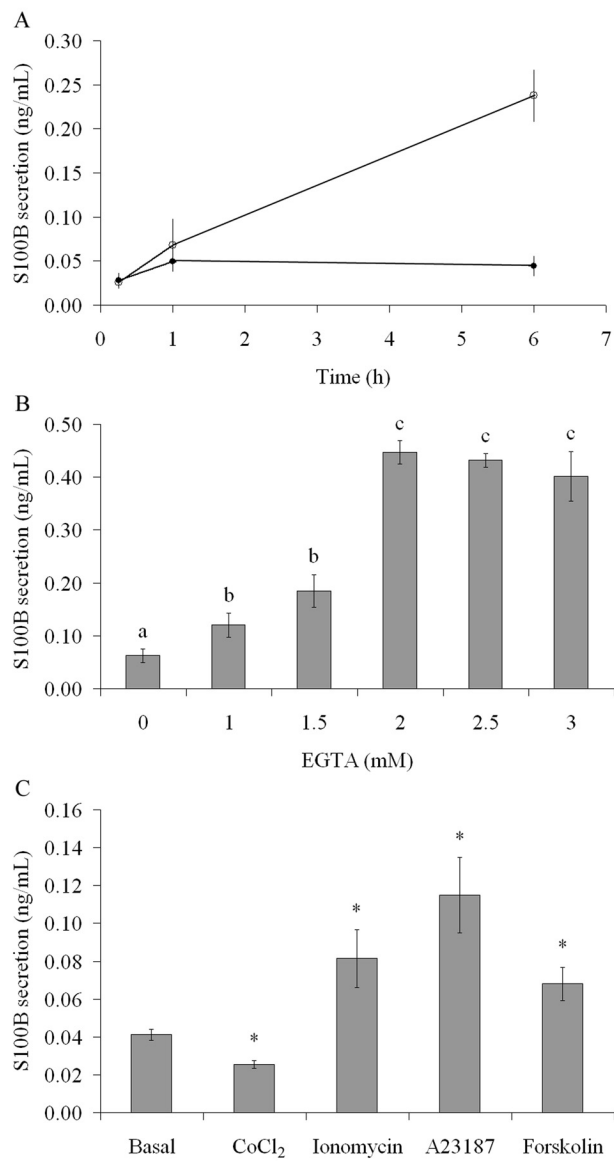 A
S100B secretion (ng/mL)
0.30
0.25
0.20
0.15
0.10
0.05
0.00
0 1 2 3 4 5 6 7
Time (h)
B
S100B secretion (ng/mL)
0.50
0.40
0.30
0.20
0.10
0.00
a b b c c c
0 1 1.5 2 2.5 3
EGTA (mM)
C
S100B secretion (ng/mL)
0.16
0.14
0.12
0.10
0.08
0.06
0.04
0.02
0.00
* * * *
Basal CoCl₂ Ionomycin A23187 Forskolin